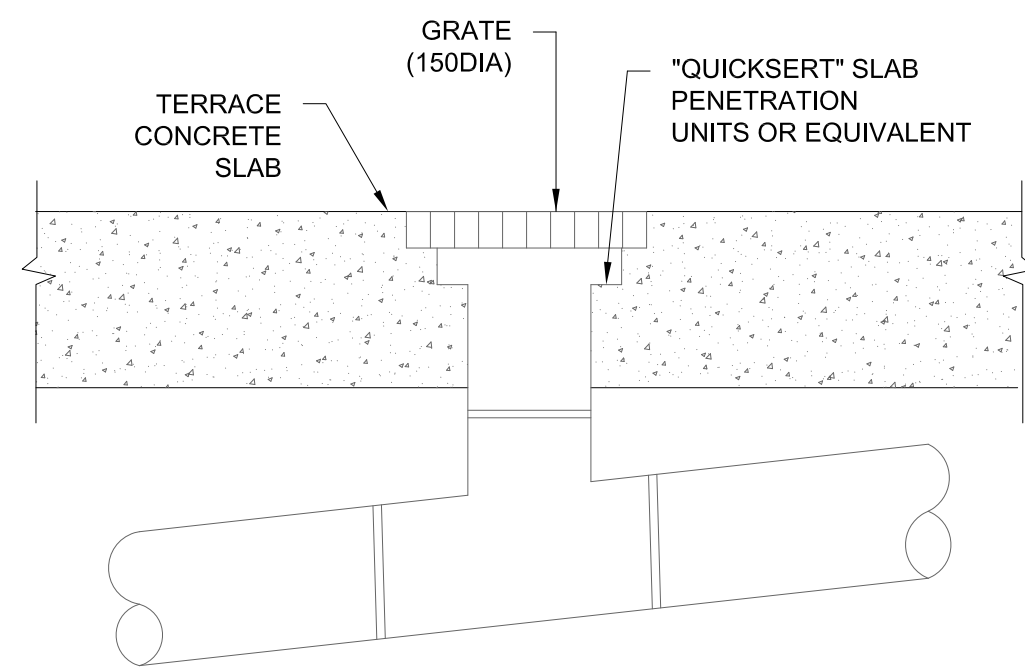 GRATE
(150DIA)
"QUICKSERT" SLAB
PENETRATION
UNITS OR EQUIVALENT
TERRACE
CONCRETE
SLAB